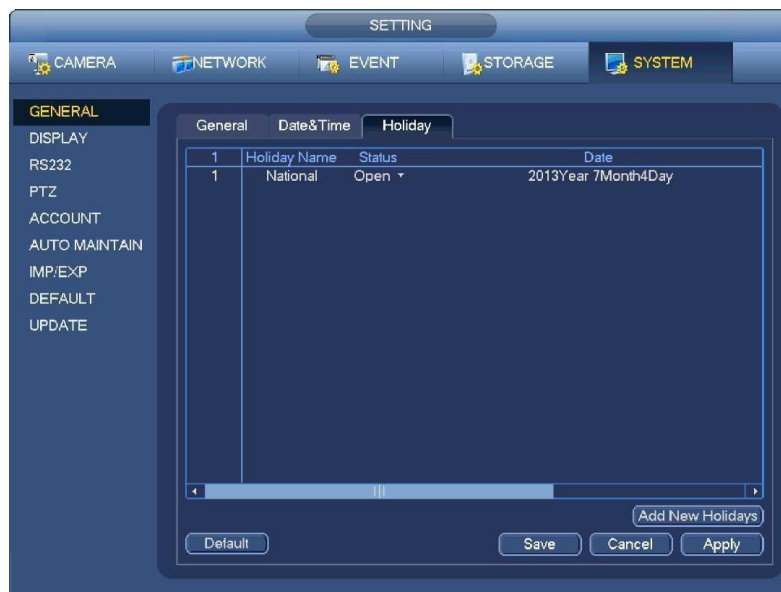 SETTING
CAMERA NETWORK EVENT STORAGE SYSTEM
GENERAL
DISPLAY
RS232
PTZ
ACCOUNT
AUTO MAINTAIN
IMP/EXP
DEFAULT
UPDATE
General Date&Time Holiday
1 Holiday Name Status Date
1 National Open 2013Year 7Month4Day
Add New Holidays
Default Save Cancel Apply